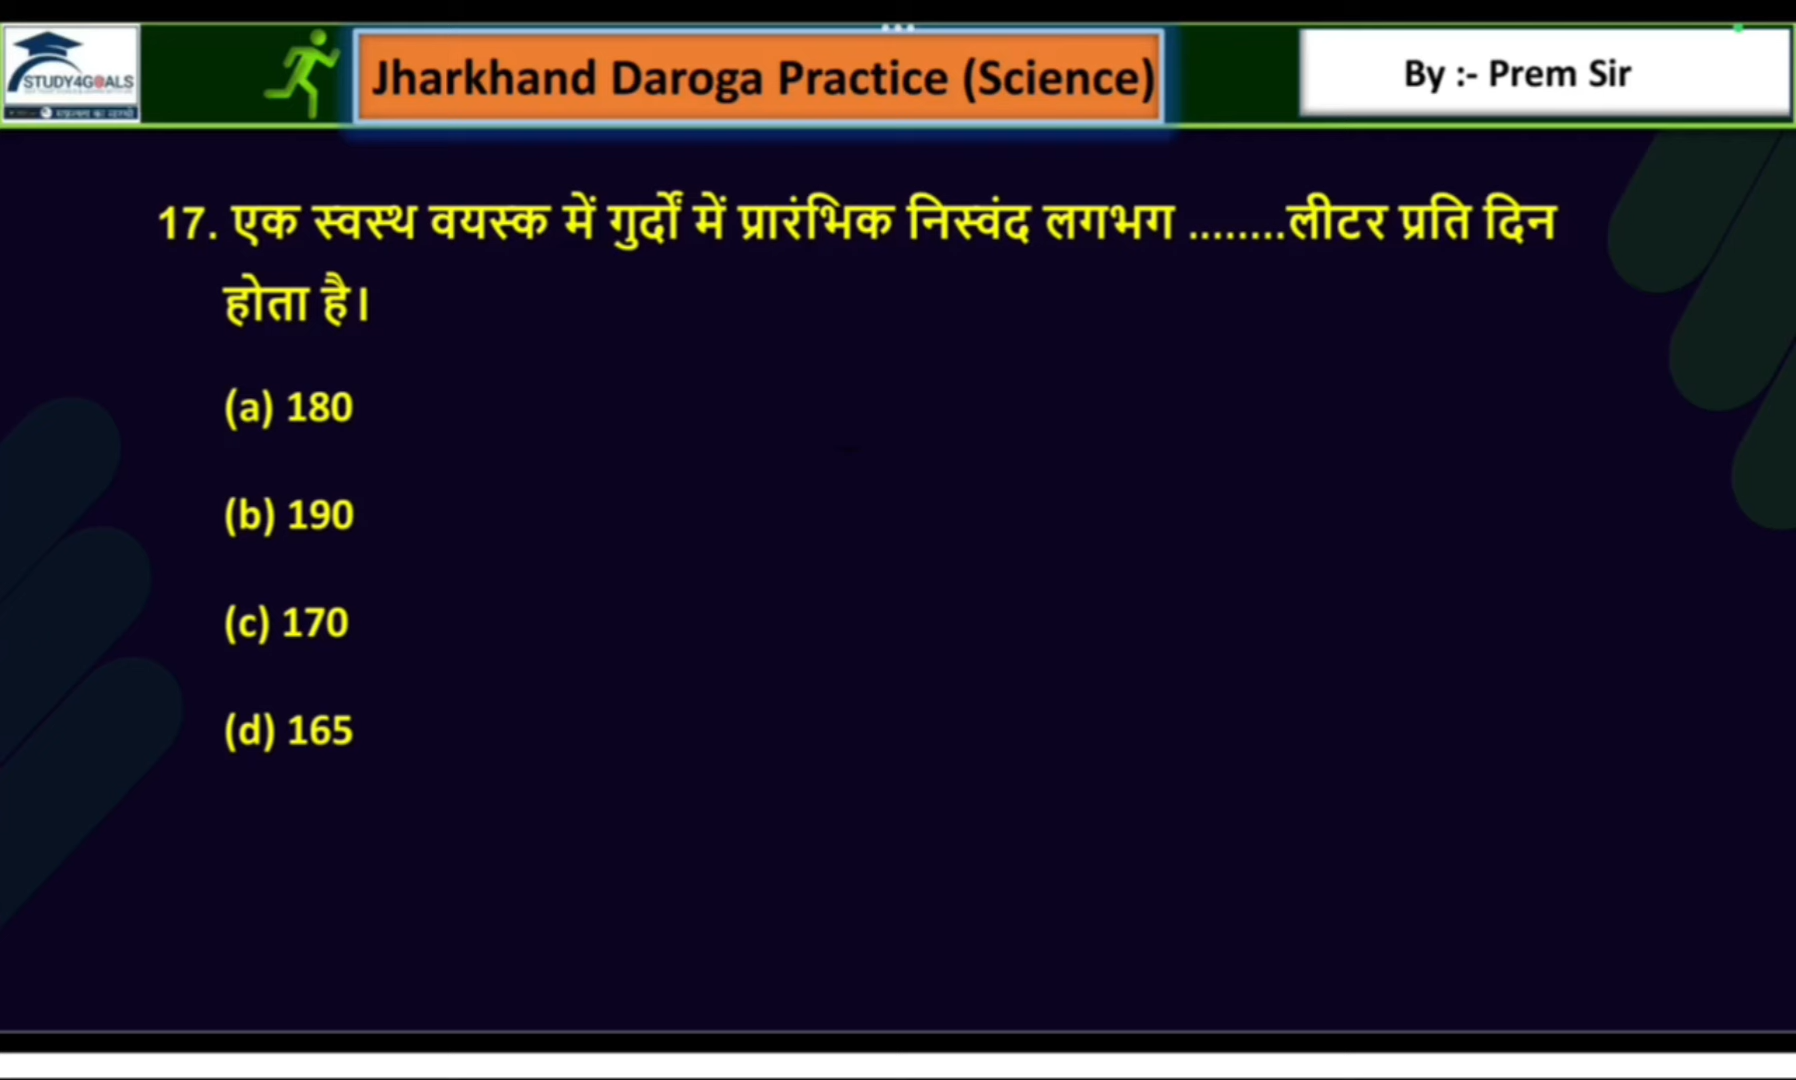 STUDY4GOALS
Jharkhand Daroga Practice (Science)
By :- Prem Sir
17. एक स्वस्थ वयस्क में गुर्दों में प्रारंभिक निस्वंद लगभग ........लीटर प्रति दिन
होता है।
(a) 180
(b) 190
(c) 170
(d) 165